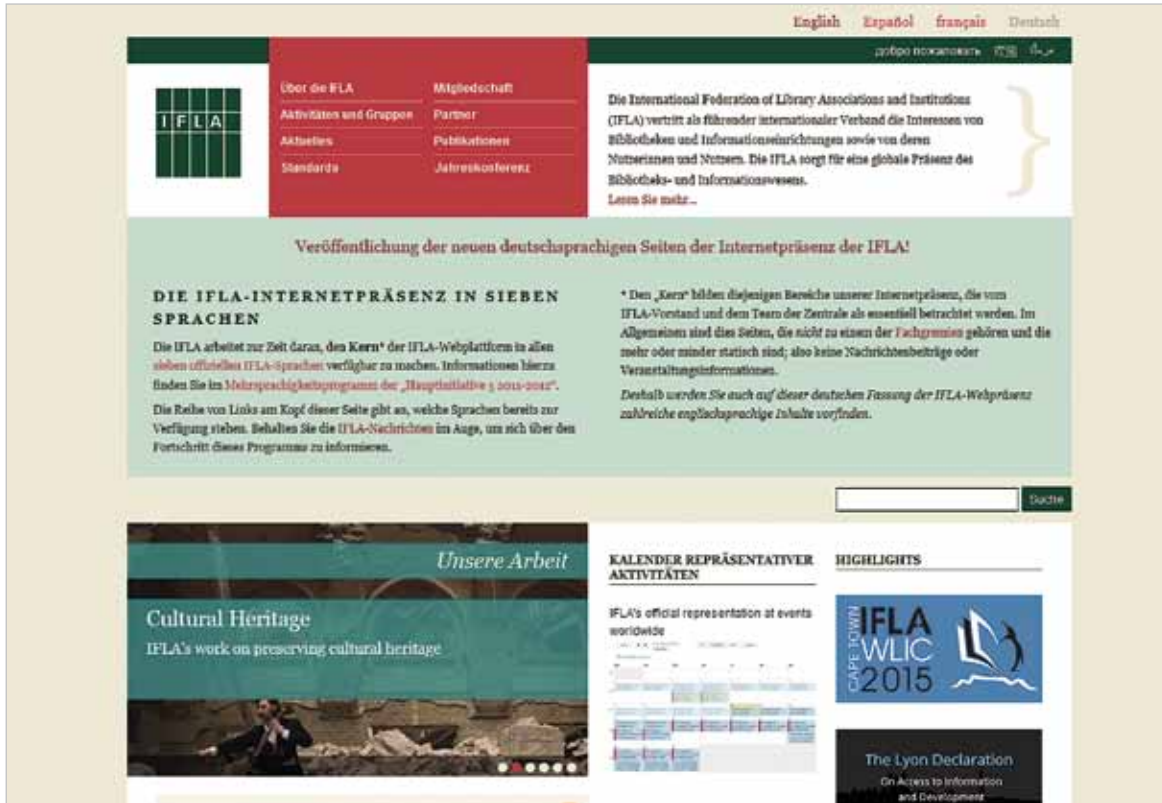 English Español français Deutsch
добро пожаловать
IFLA
Über die IFLA
Aktivitäten und Gruppen
Aktuelles
Standards
Mitgliedschaft
Partner
Publikationen
Jahreskonferenz
Die International Federation of Library Associations and Institutions
(IFLA) vertritt als führender internationaler Verband die Interessen von
Bibliotheken und Informationseinrichtungen sowie von deren
Nutzerinnen und Nutzern. Die IFLA sorgt für eine globale Präsenz des
Bibliotheks- und Informationswesens.
Lesen Sie mehr...
Veröffentlichung der neuen deutschsprachigen Seiten der Internetpräsenz der IFLA!
DIE IFLA-INTERNETPRÄSENZ IN SIEBEN
SPRACHEN
Die IFLA arbeitet zur Zeit daran, den Kern* der IFLA-Webplattform in allen
sieben offiziellen IFLA-Sprachen verfügbar zu machen. Informationen hierzu
finden Sie im Mehrsprachigkeitsprogramm der „Hauptinitiative 5 2011-2012“.
Die Reihe von Links am Kopf dieser Seite gibt an, welche Sprachen bereits zur
Verfügung stehen. Behalten Sie die IFLA-Nachrichten im Auge, um sich über den
Fortschritt dieses Programms zu informieren.
* Den „Kern“ bilden diejenigen Bereiche unserer Internetpräsenz, die vom
IFLA-Vorstand und dem Team der Zentrale als essentiell betrachtet werden. Im
Allgemeinen sind dies Seiten, die nicht zu einem der Fachgremien gehören und die
mehr oder minder statisch sind; also keine Nachrichtenbeiträge oder
Veranstaltungsinformationen.
Deshalb werden Sie auch auf dieser deutschen Fassung der IFLA-Webpräsenz
zahlreiche englischsprachige Inhalte vorfinden.
Suche
Unsere Arbeit
Cultural Heritage
IFLA's work on preserving cultural heritage
KALENDER REPRÄSENTATIVER
AKTIVITÄTEN
IFLA's official representation at events
worldwide
HIGHLIGHTS
CAPE TOWN
IFLA
WLIC
2015
The Lyon Declaration
On Access to Information
and Development